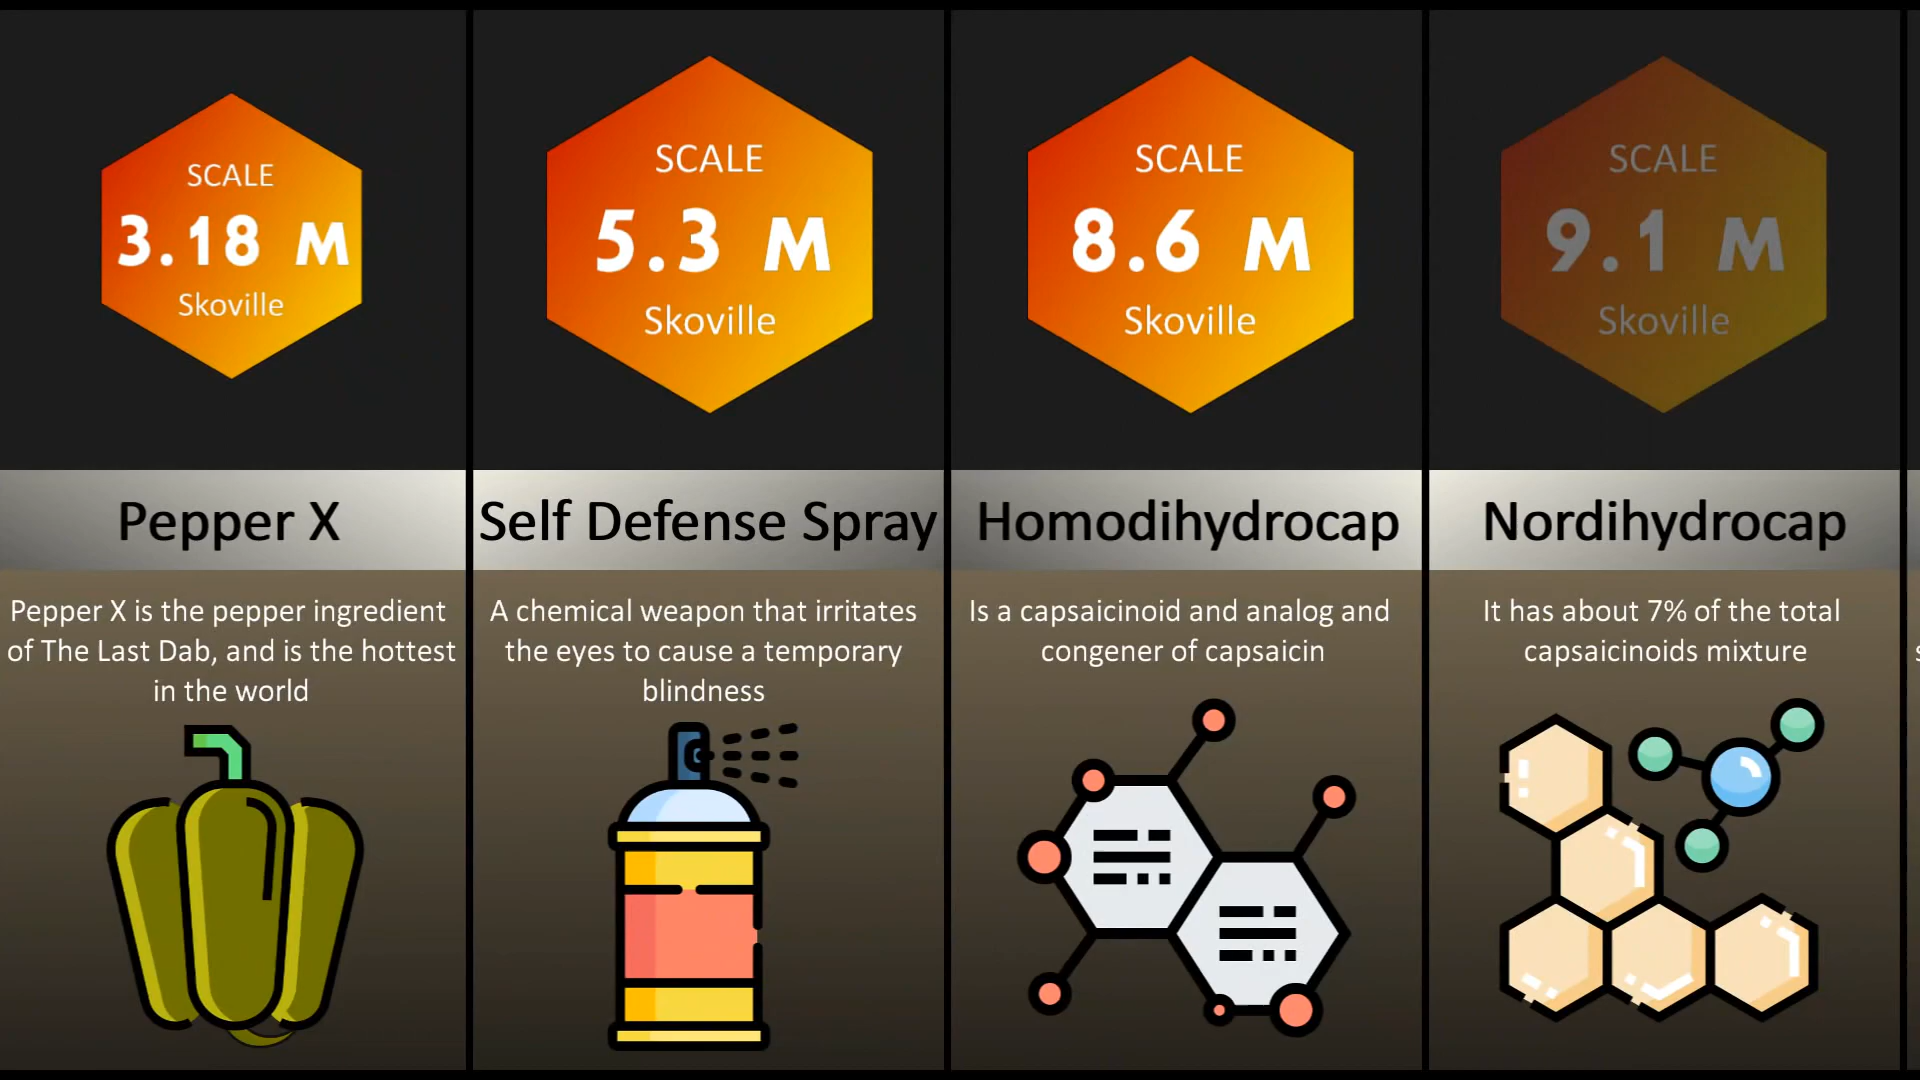 SCALE
3.18 M
Skoville
Pepper X
Pepper X is the pepper ingredient
of The Last Dab, and is the hottest
in the world
SCALE
5.3 M
Skoville
Self Defense Spray
A chemical weapon that irritates
the eyes to cause a temporary
blindness
SCALE
8.6 M
Skoville
Homodihydrocap
Is a capsaicinoid and analog and
congener of capsaicin
SCALE
9.1 M
Skoville
Nordihydrocap
It has about 7% of the total
capsaicinoids mixture